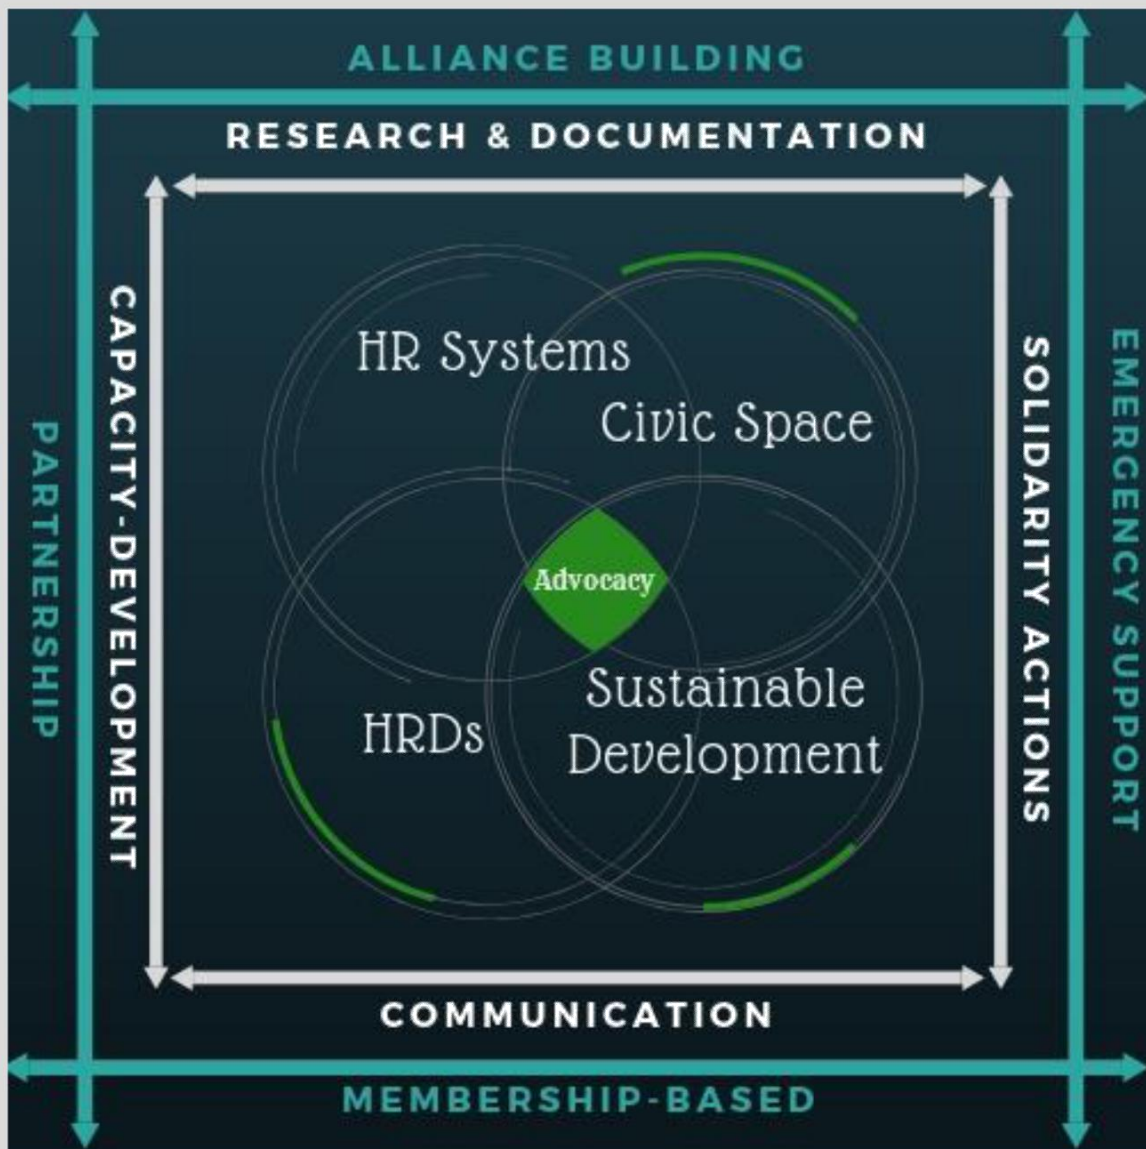 ALLIANCE BUILDING
RESEARCH & DOCUMENTATION
PARTNERSHIP
CAPACITY-DEVELOPMENT
HR Systems
Civic Space
Advocacy
HRDs
Sustainable
Development
SOLIDARITY ACTIONS
EMERGENCY SUPPORT
COMMUNICATION
MEMBERSHIP-BASED